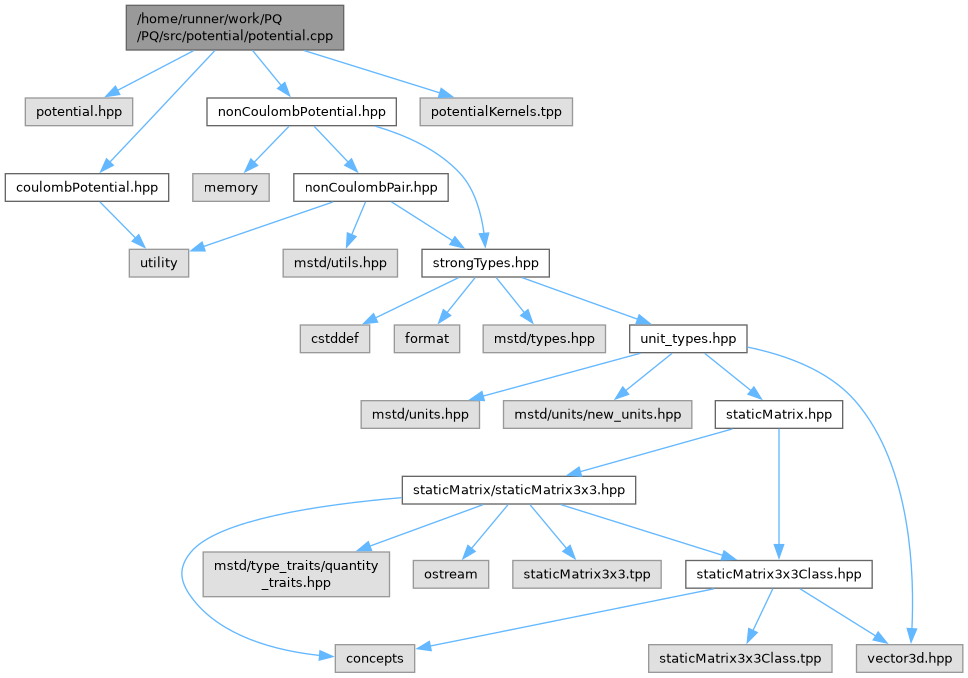 /home/runner/work/PQ
/PQ/src/potential/potential.cpp
potential.hpp
nonCoulombPotential.hpp
potentialKernels.tpp
coulombPotential.hpp
memory
nonCoulombPair.hpp
utility
mstd/utils.hpp
strongTypes.hpp
cstddef
format
mstd/types.hpp
unit_types.hpp
mstd/units.hpp
mstd/units/new_units.hpp
staticMatrix.hpp
staticMatrix/staticMatrix3x3.hpp
mstd/type_traits/quantity
_traits.hpp
ostream
staticMatrix3x3.tpp
staticMatrix3x3Class.hpp
concepts
staticMatrix3x3Class.tpp
vector3d.hpp